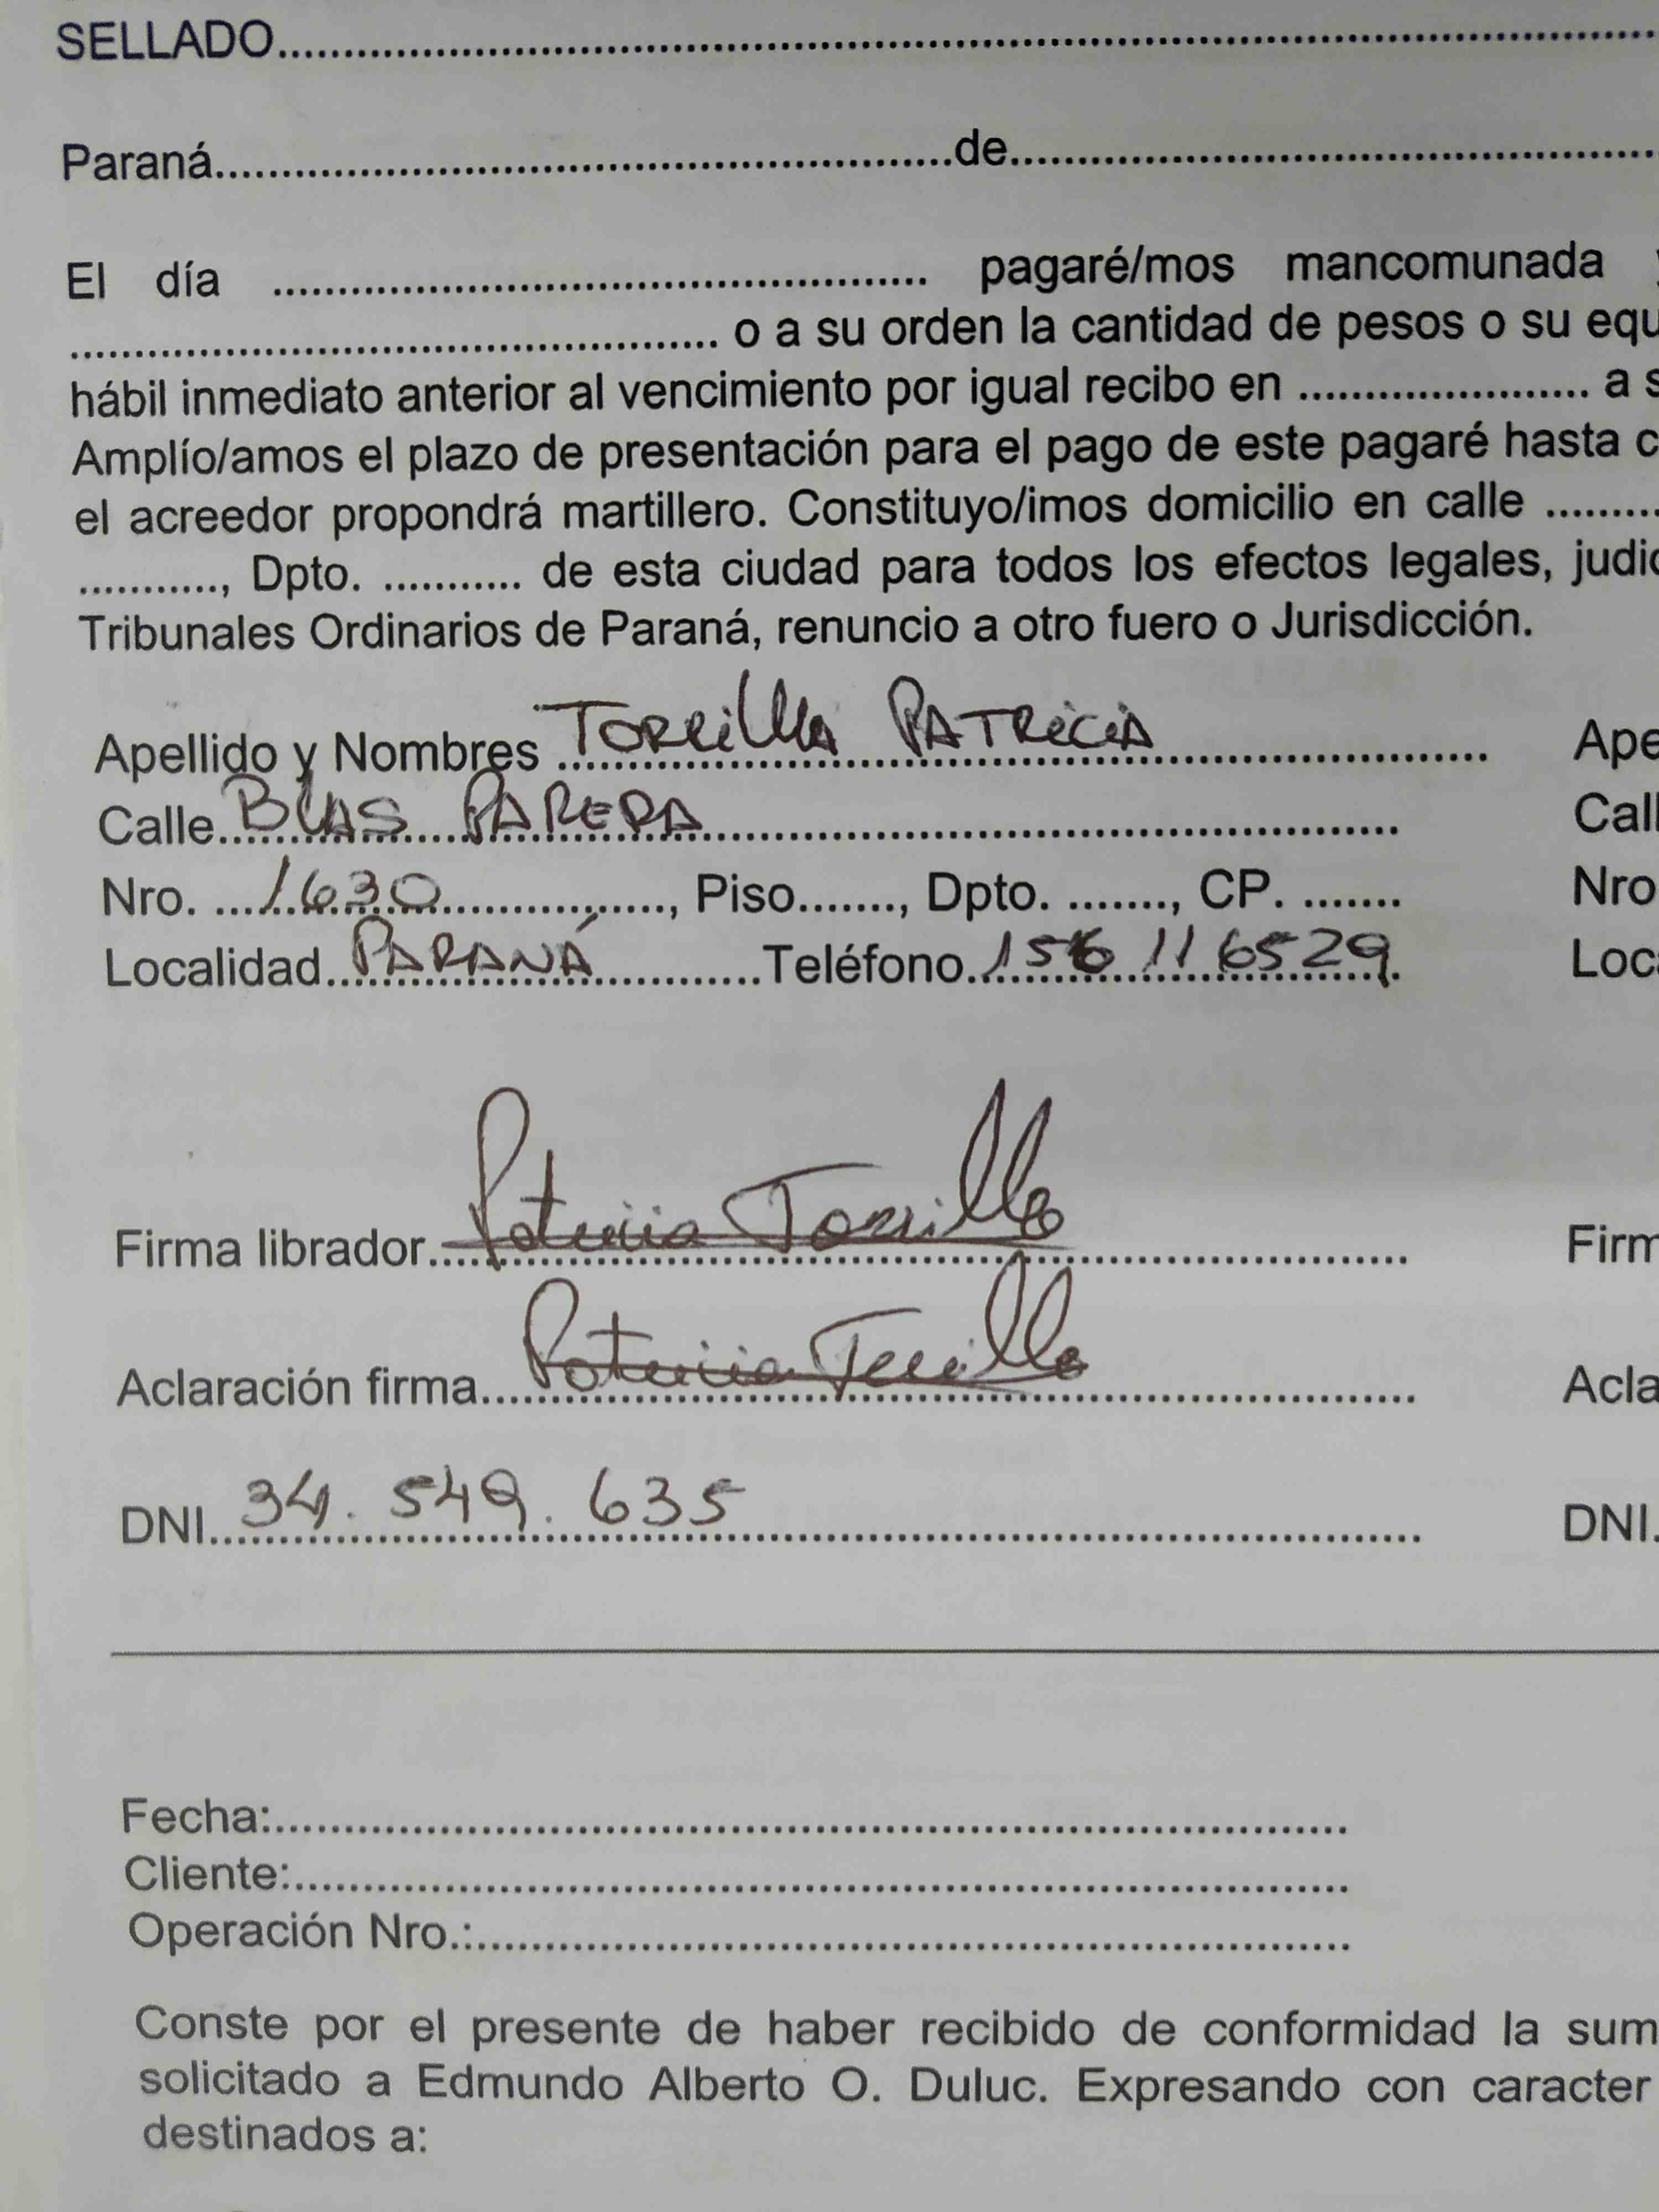 SELLADO
Paraná de
El día pagaré/mos mancomunada y
o a su orden la cantidad de pesos o su equ
hábil inmediato anterior al vencimiento por igual recibo en a s
Amplío/amos el plazo de presentación para el pago de este pagaré hasta c
el acreedor propondrá martillero. Constituyo/imos domicilio en calle
, Dpto. de esta ciudad para todos los efectos legales, judic
Tribunales Ordinarios de Paraná, renuncio a otro fuero o Jurisdicción.
Apellido y Nombres TORRillA PATRiCiA Ape
Calle BlAS PARERA Call
Nro. 1630, Piso, Dpto. , CP. Nro
Localidad PARANÁ Teléfono 156 116529 Loc
Firma librador Patricia Torrilla Firm
Aclaración firma Patricia Torrilla Acla
DNI 34.549.635 DNI.
Fecha:
Cliente:
Operación Nro.:
Conste por el presente de haber recibido de conformidad la sum
solicitado a Edmundo Alberto O. Duluc. Expresando con caracter
destinados a: